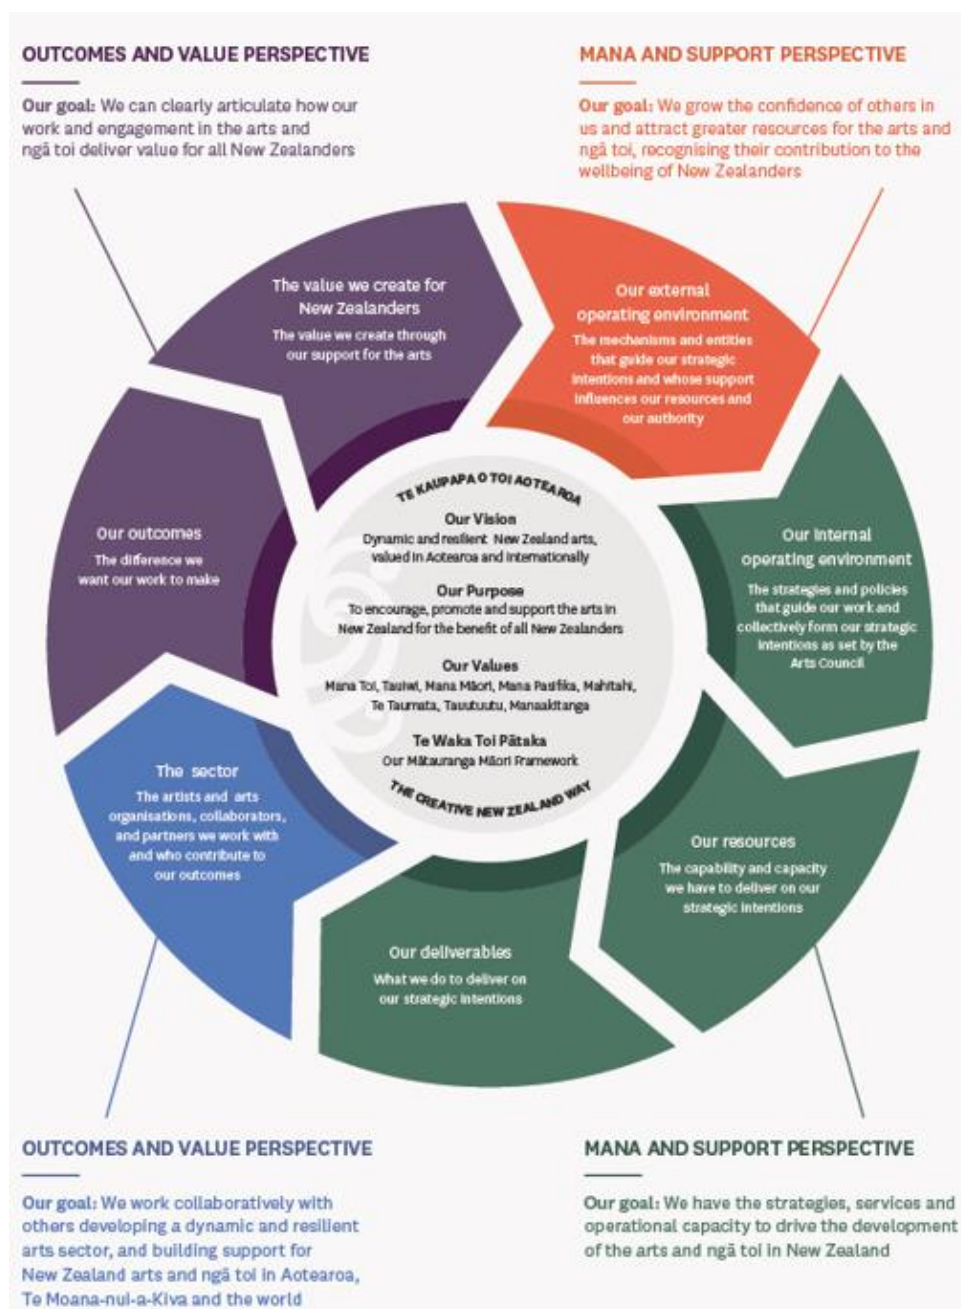 OUTCOMES AND VALUE PERSPECTIVE
Our goal: We can clearly articulate how our
work and engagement in the arts and
ngā toi deliver value for all New Zealanders
MANA AND SUPPORT PERSPECTIVE
Our goal: We grow the confidence of others in
us and attract greater resources for the arts and
ngā toi, recognising their contribution to the
wellbeing of New Zealanders
The value we create for
New Zealanders
The value we create through
our support for the arts
Our external
operating environment
The mechanisms and entities
that guide our strategic
intentions and whose support
influences our resources and
our authority
Our internal
operating environment
The strategies and policies
that guide our work and
collectively form our strategic
intentions as set by the
Arts Council
Our resources
The capability and capacity
we have to deliver on our
strategic intentions
Our deliverables
What we do to deliver on
our strategic intentions
The sector
The artists and arts
organisations, collaborators,
and partners we work with
and who contribute to
our outcomes
Our outcomes
The difference we
want our work to make
TE KAUPAPA O TOI AOTEAROA
Our Vision
Dynamic and resilient New Zealand arts,
valued in Aotearoa and internationally
Our Purpose
To encourage, promote and support the arts in
New Zealand for the benefit of all New Zealanders
Our Values
Mana Toi, Tauiwi, Mana Māori, Mana Pasifika, Mahitahi,
Te Taumata, Tauutuutu, Manaakitanga
Te Waka Toi Pātaka
Our Mātauranga Māori Framework
THE CREATIVE NEW ZEALAND WAY
OUTCOMES AND VALUE PERSPECTIVE
Our goal: We work collaboratively with
others developing a dynamic and resilient
arts sector, and building support for
New Zealand arts and ngā toi in Aotearoa,
Te Moana-nui-a-Kiva and the world
MANA AND SUPPORT PERSPECTIVE
Our goal: We have the strategies, services and
operational capacity to drive the development
of the arts and ngā toi in New Zealand